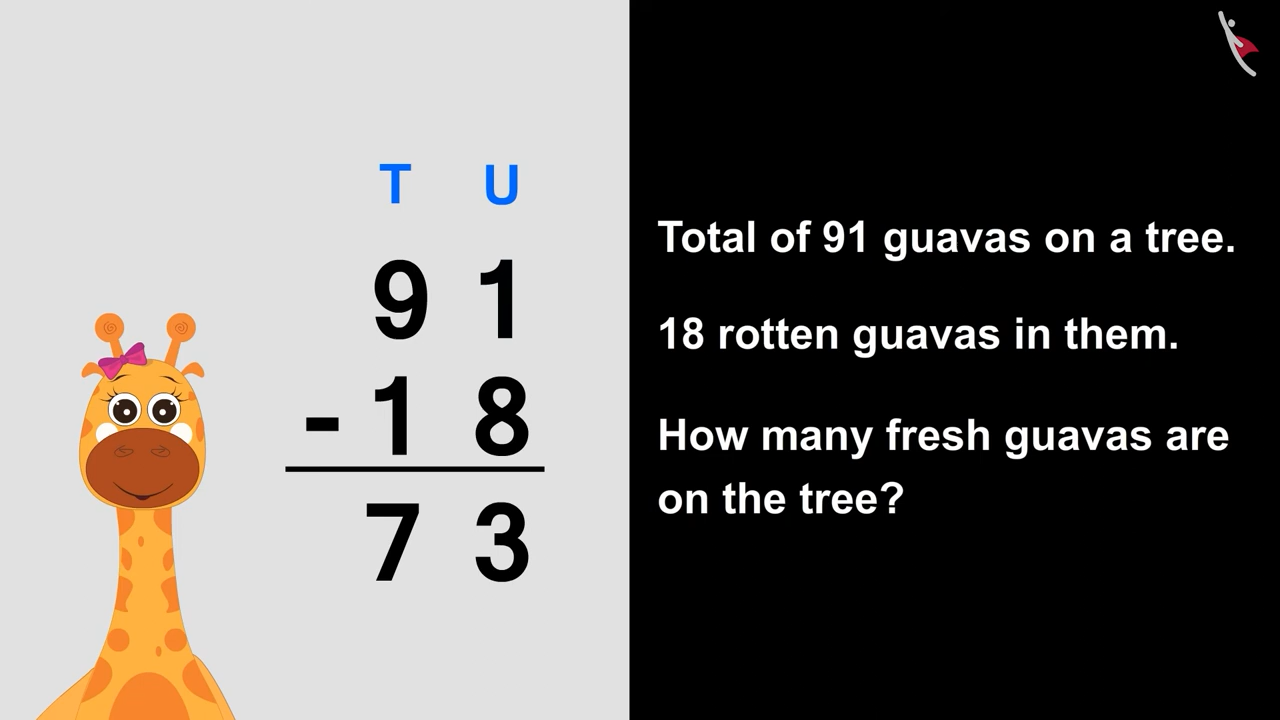 T U
9 1
- 1 8
7 3
Total of 91 guavas on a tree.
18 rotten guavas in them.
How many fresh guavas are
on the tree?